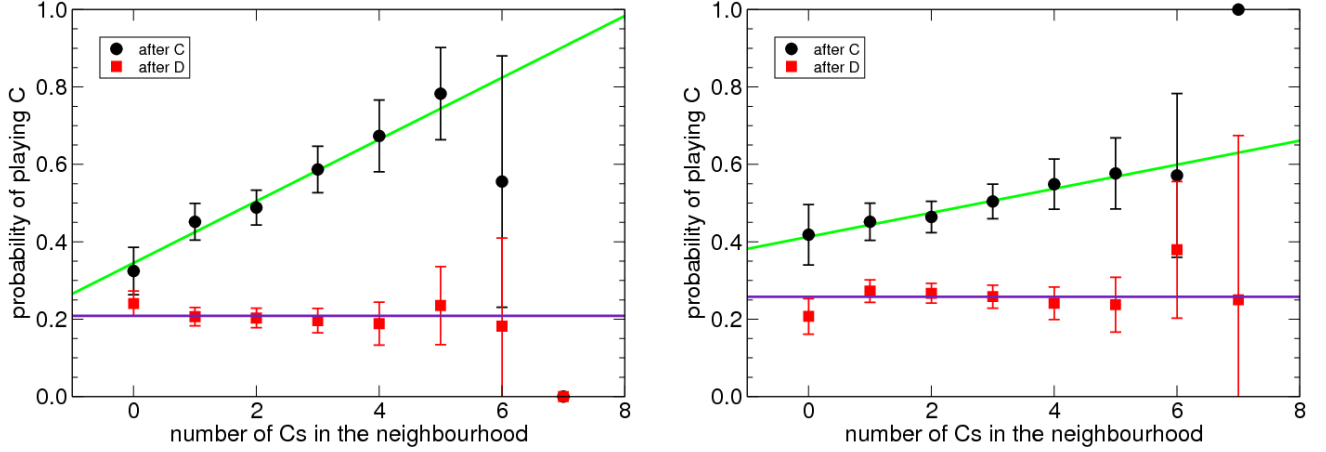 probability of playing C
1.0
0.8
0.6
0.4
0.2
0.0
after C
after D
0 2 4 6 8
number of Cs in the neighbourhood
probability of playing C
1.0
0.8
0.6
0.4
0.2
0.0
after C
after D
0 2 4 6 8
number of Cs in the neighbourhood